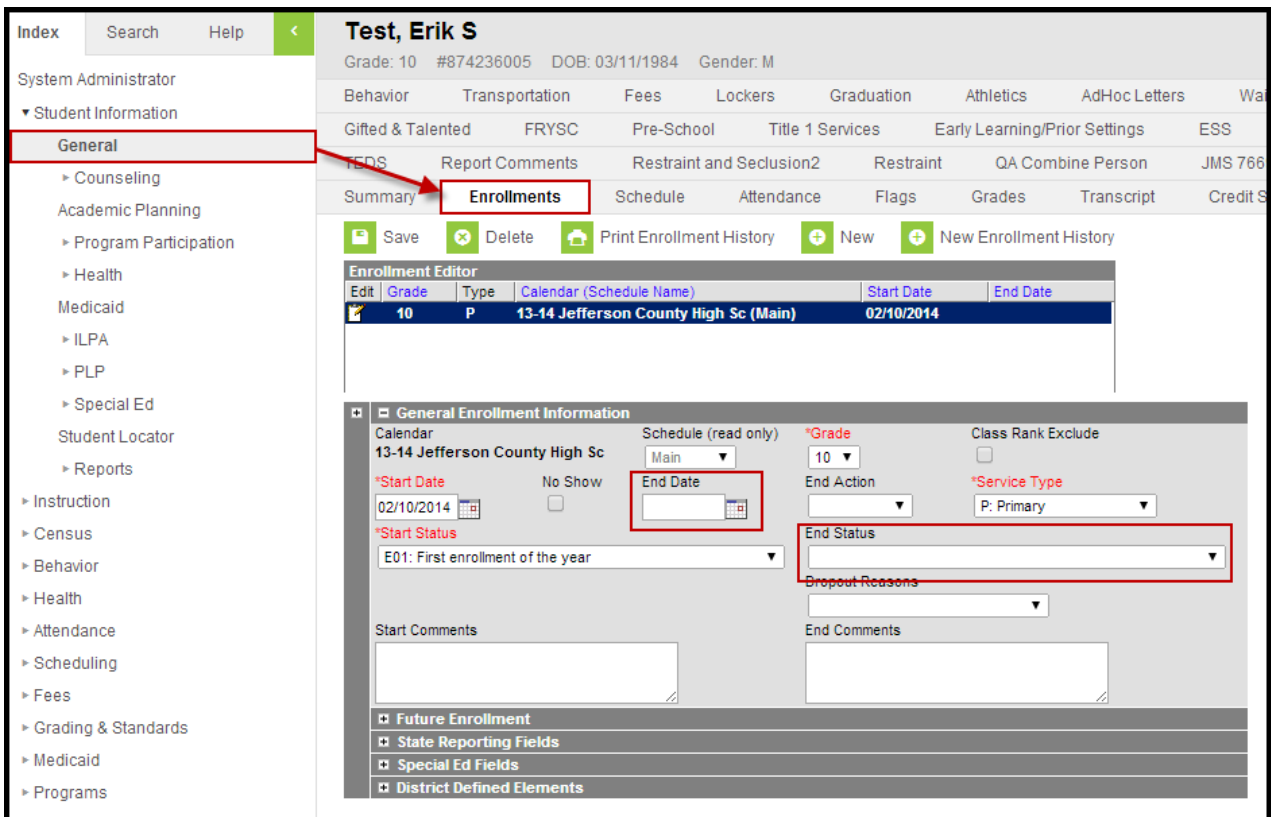 Index Search Help
System Administrator
Student Information
General
Counseling
Academic Planning
Program Participation
Health
Medicaid
ILPA
PLP
Special Ed
Student Locator
Reports
Instruction
Census
Behavior
Health
Attendance
Scheduling
Fees
Grading & Standards
Medicaid
Programs
Test, Erik S
Grade: 10 #874236005 DOB: 03/11/1984 Gender: M
Behavior Transportation Fees Lockers Graduation Athletics AdHoc Letters Wai
Gifted & Talented FRYSC Pre-School Title 1 Services Early Learning/Prior Settings ESS
TEDS Report Comments Restraint and Seclusion2 Restraint QA Combine Person JMS 766
Summary Enrollments Schedule Attendance Flags Grades Transcript Credit S
Save Delete Print Enrollment History New New Enrollment History
Enrollment Editor
Edit Grade Type Calendar (Schedule Name) Start Date End Date
10 P 13-14 Jefferson County High Sc (Main) 02/10/2014
General Enrollment Information
Calendar Schedule (read only) *Grade Class Rank Exclude
13-14 Jefferson County High Sc Main 10
*Start Date No Show End Date End Action *Service Type
02/10/2014 P: Primary
*Start Status End Status
E01: First enrollment of the year
Dropout Reasons
Start Comments End Comments
Future Enrollment
State Reporting Fields
Special Ed Fields
District Defined Elements